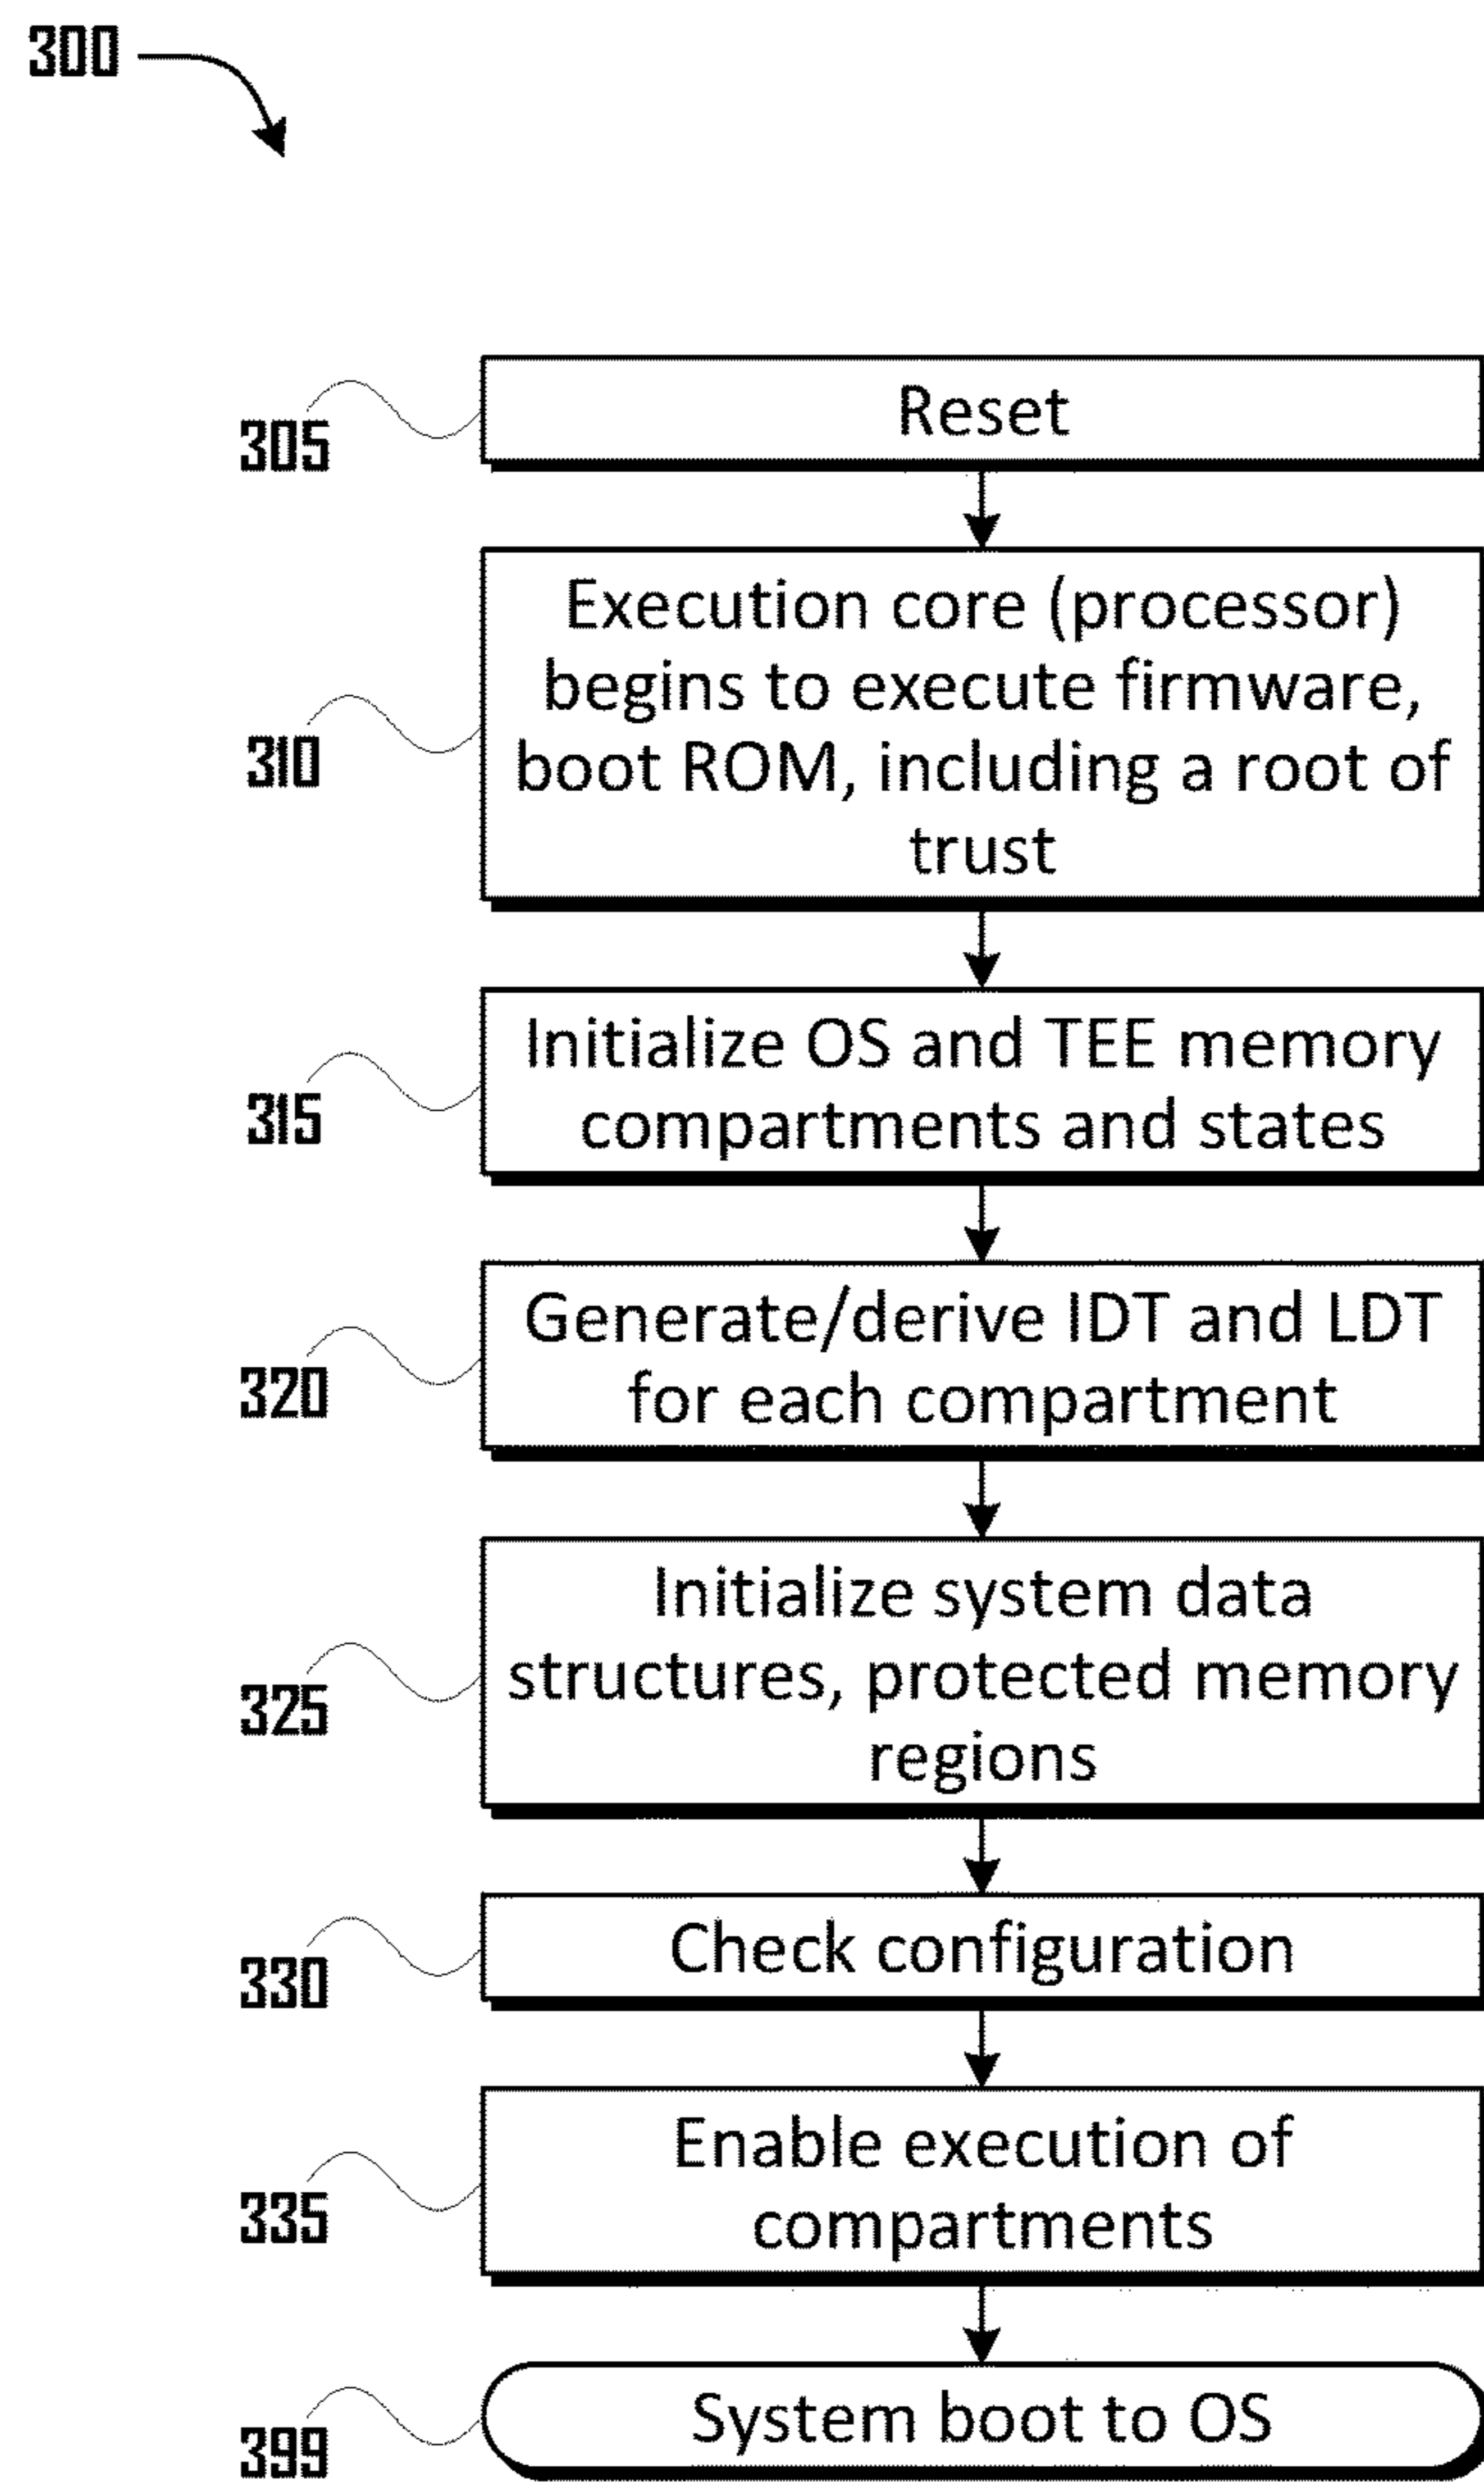 300
305
Reset
310
Execution core (processor)
begins to execute firmware,
boot ROM, including a root of
trust
315
Initialize OS and TEE memory
compartments and states
320
Generate/derive IDT and LDT
for each compartment
325
Initialize system data
structures, protected memory
regions
330
Check configuration
335
Enable execution of
compartments
399
System boot to OS